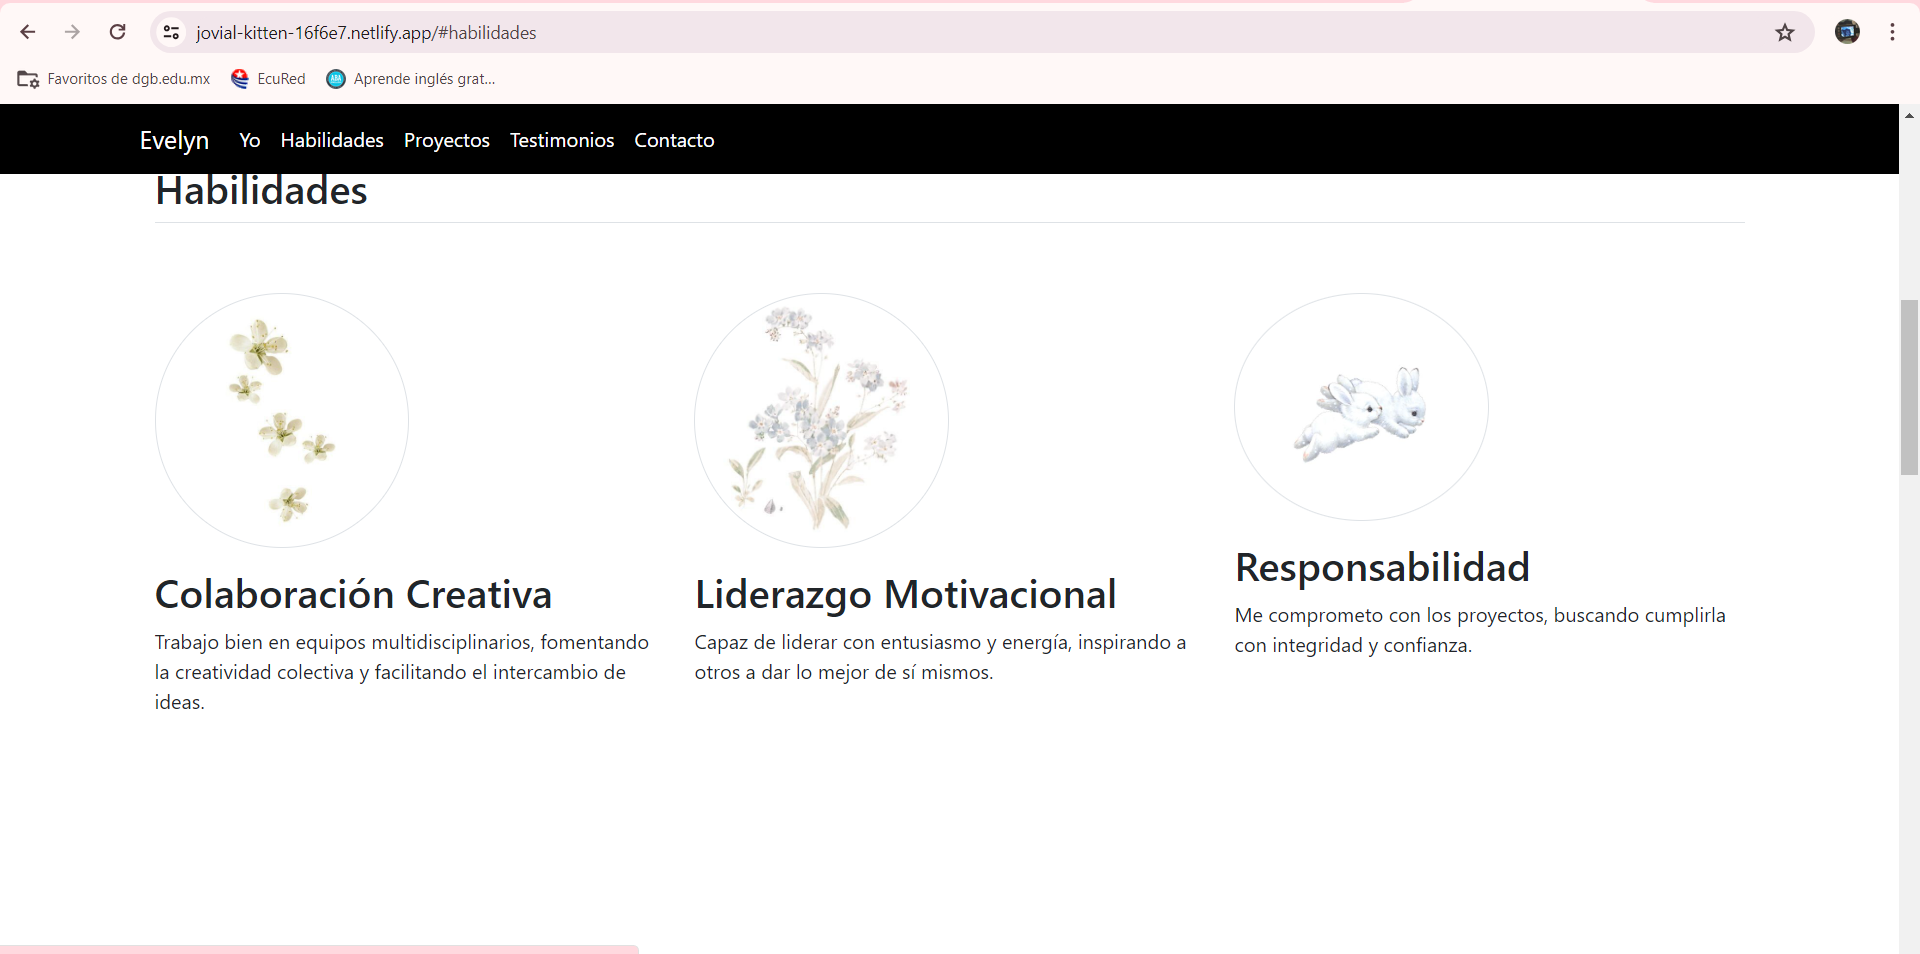 jovial-kitten-16f6e7.netlify.app/#habilidades
Favoritos de dgb.edu.mx EcuRed Aprende inglés grat...
Evelyn Yo Habilidades Proyectos Testimonios Contacto
Habilidades
Colaboración Creativa
Trabajo bien en equipos multidisciplinarios, fomentando
la creatividad colectiva y facilitando el intercambio de
ideas.
Liderazgo Motivacional
Capaz de liderar con entusiasmo y energía, inspirando a
otros a dar lo mejor de sí mismos.
Responsabilidad
Me comprometo con los proyectos, buscando cumplirla
con integridad y confianza.